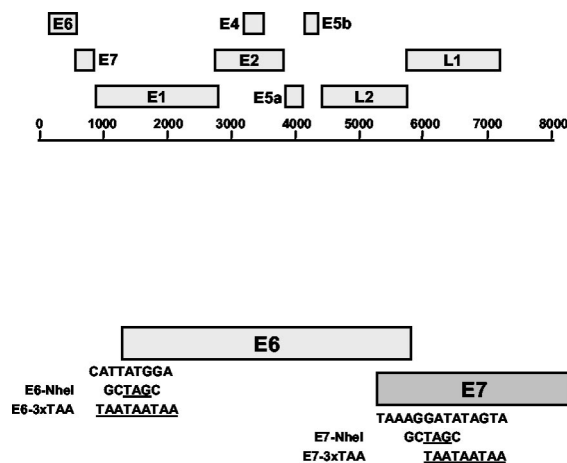 E6 E4 E5b
E7 E2 L1
E1 E5a L2
0 1000 2000 3000 4000 5000 6000 7000 8000
E6
CATTATGGA
E6-NheI GCTAGC
E6-3xTAA TAATAATAA
E7
TAAAGGATATAGTA
E7-NheI GCTAGC
E7-3xTAA TAATAATAA